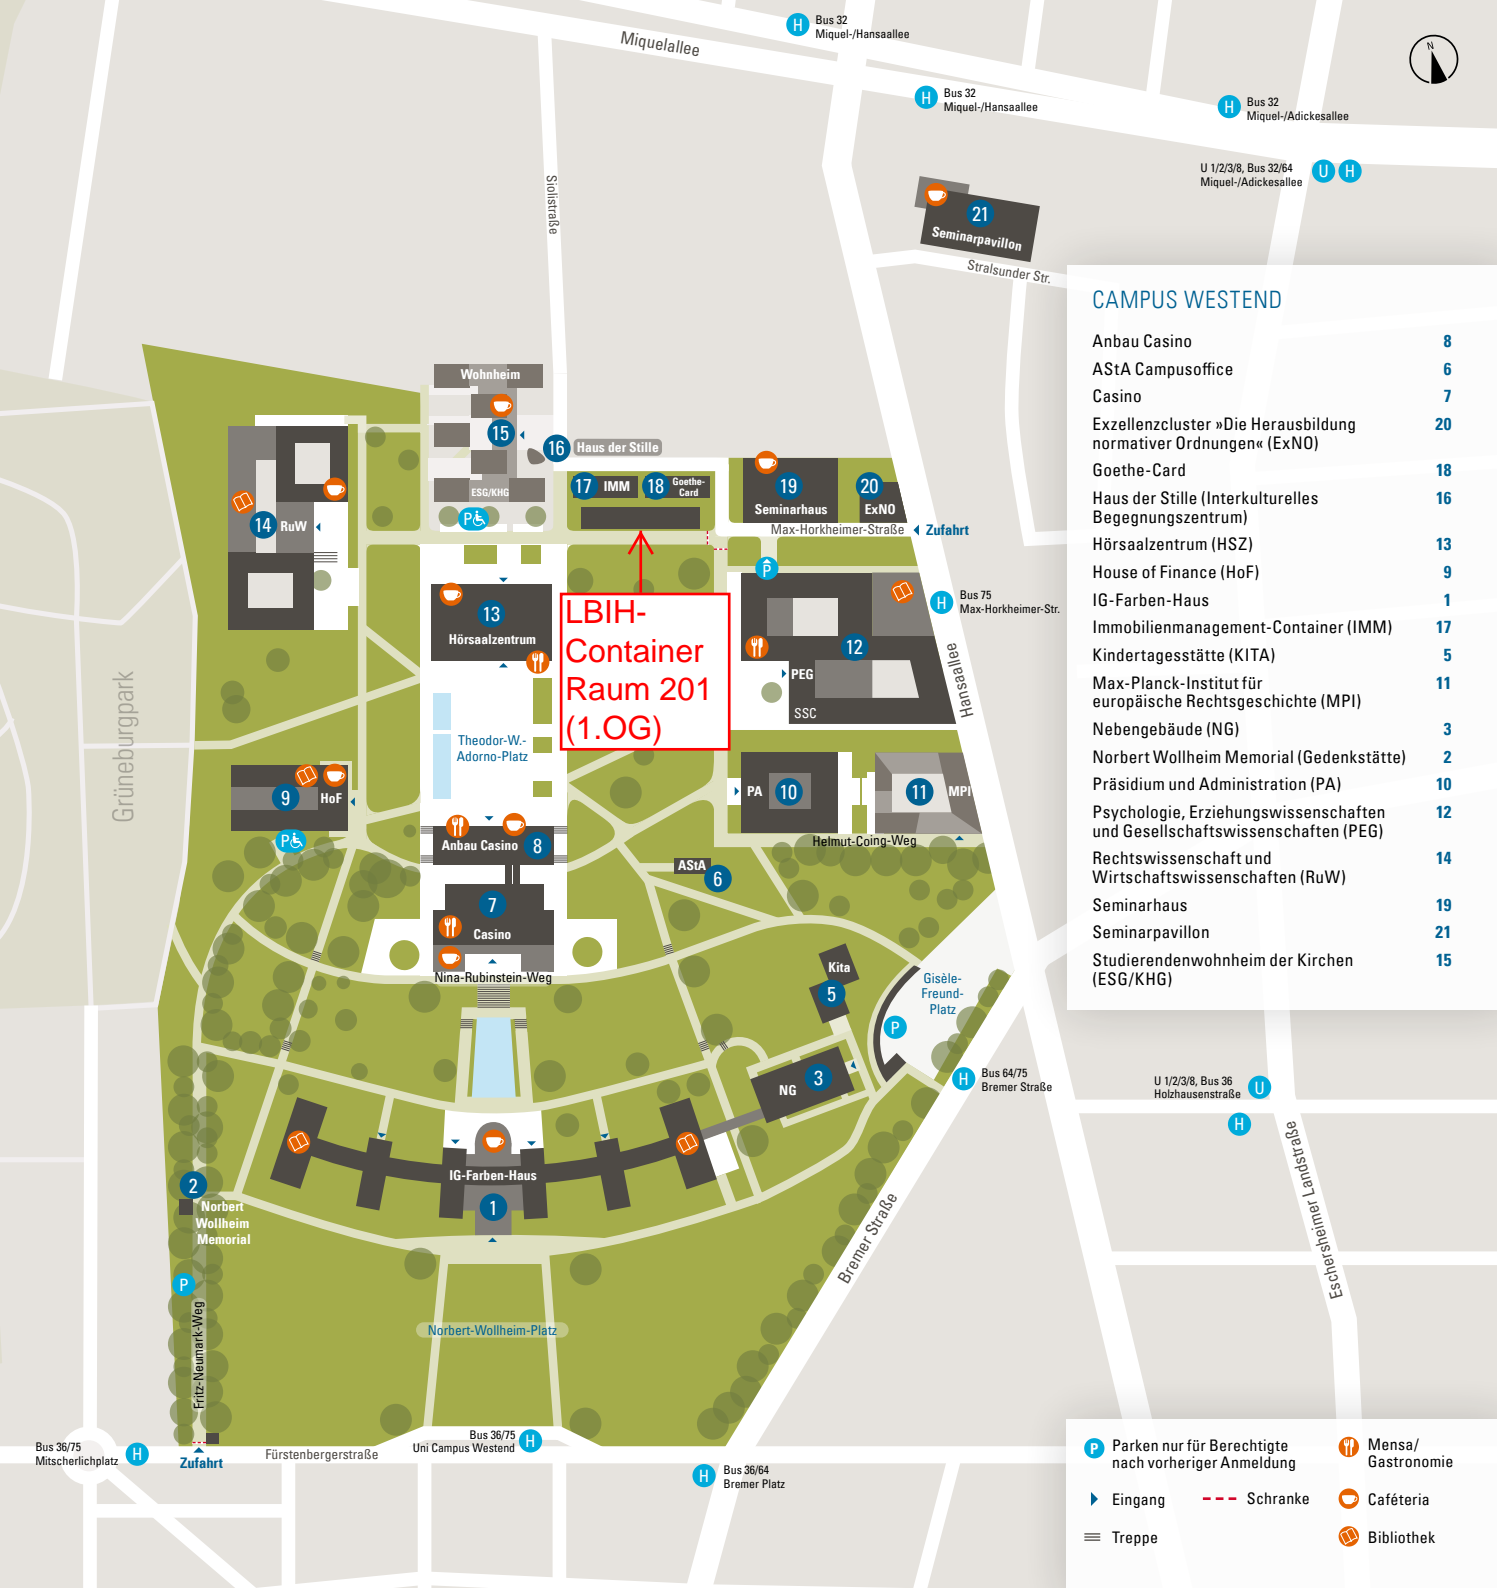 Bus 32
Miquel-/Hansaallee
Miquelallee
N
H
Bus 32
Miquel-/Hansaallee
H
Bus 32
Miquel-/Adickesallee
H
U 1/2/3/8, Bus 32/64
Miquel-/Adickesallee
U
H
Siolistraße
21
Seminarpavillon
Stralsunder Str.
CAMPUS WESTEND
Anbau Casino 8
AStA Campusoffice 6
Casino 7
Exzellenzcluster »Die Herausbildung 20
normativer Ordnungen« (ExNO)
Goethe-Card 18
Haus der Stille (Interkulturelles 16
Begegnungszentrum)
Hörsaalzentrum (HSZ) 13
House of Finance (HoF) 9
IG-Farben-Haus 1
Immobilienmanagement-Container (IMM) 17
Kindertagesstätte (KITA) 5
Max-Planck-Institut für 11
europäische Rechtsgeschichte (MPI)
Nebengebäude (NG) 3
Norbert Wollheim Memorial (Gedenkstätte) 2
Präsidium und Administration (PA) 10
Psychologie, Erziehungswissenschaften 12
und Gesellschaftswissenschaften (PEG)
Rechtswissenschaft und 14
Wirtschaftswissenschaften (RuW)
Seminarhaus 19
Seminarpavillon 21
Studierendenwohnheim der Kirchen 15
(ESG/KHG)
Wohnheim
15
16
Haus der Stille
ESG/KHG
P
17
IMM
18
Goethe-
Card
19
Seminarhaus
20
ExNO
Max-Horkheimer-Straße
Zufahrt
14
RuW
P
13
Hörsaalzentrum
LBIH-
Container
Raum 201
(1.OG)
12
PEG
SSC
H
Bus 75
Max-Horkheimer-Str.
Hansaallee
Grüneburgpark
Theodor-W.-
Adorno-Platz
9
HoF
P
PA
10
11
MPI
Helmut-Coing-Weg
Anbau Casino
8
AStA
6
7
Casino
Nina-Rubinstein-Weg
Kita
5
Gisèle-
Freund-
Platz
P
3
NG
H
Bus 64/75
Bremer Straße
U 1/2/3/8, Bus 36
Holzhausenstraße
U
H
Eschersheimer Landstraße
IG-Farben-Haus
1
2
Norbert
Wollheim
Memorial
P
Fritz-Neumark-Weg
Bremer Straße
Norbert-Wollheim-Platz
Bus 36/75
Mitscherlichplatz
H
Zufahrt
Fürstenbergerstraße
Bus 36/75
Uni Campus Westend
H
H
Bus 36/64
Bremer Platz
P
Parken nur für Berechtigte
nach vorheriger Anmeldung
Eingang
Schranke
Treppe
Mensa/
Gastronomie
Caféteria
Bibliothek